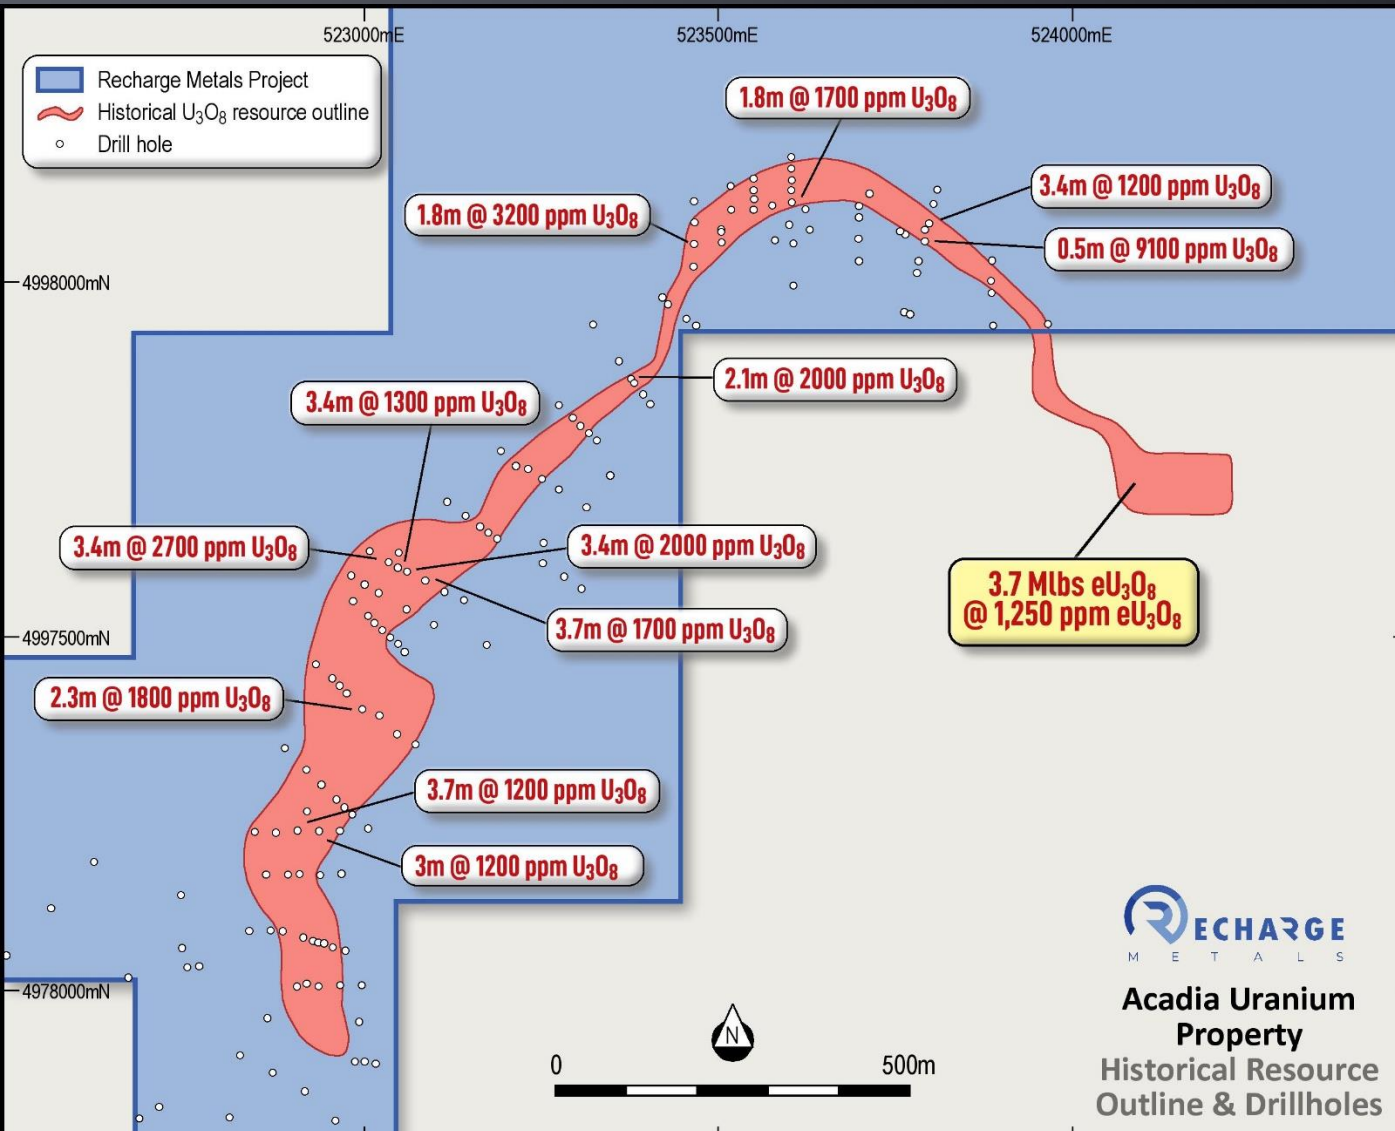 523000mE
523500mE
524000mE
Recharge Metals Project
Historical U₃O₈ resource outline
Drill hole
1.8m @ 1700 ppm U₃O₈
3.4m @ 1200 ppm U₃O₈
1.8m @ 3200 ppm U₃O₈
0.5m @ 9100 ppm U₃O₈
4998000mN
2.1m @ 2000 ppm U₃O₈
3.4m @ 1300 ppm U₃O₈
3.4m @ 2700 ppm U₃O₈
3.4m @ 2000 ppm U₃O₈
3.7 Mlbs eU₃O₈
@ 1,250 ppm eU₃O₈
3.7m @ 1700 ppm U₃O₈
4997500mN
2.3m @ 1800 ppm U₃O₈
3.7m @ 1200 ppm U₃O₈
3m @ 1200 ppm U₃O₈
RECHARGE
METALS
4978000mN
Acadia Uranium
Property
N
0
500m
Historical Resource
Outline & Drillholes